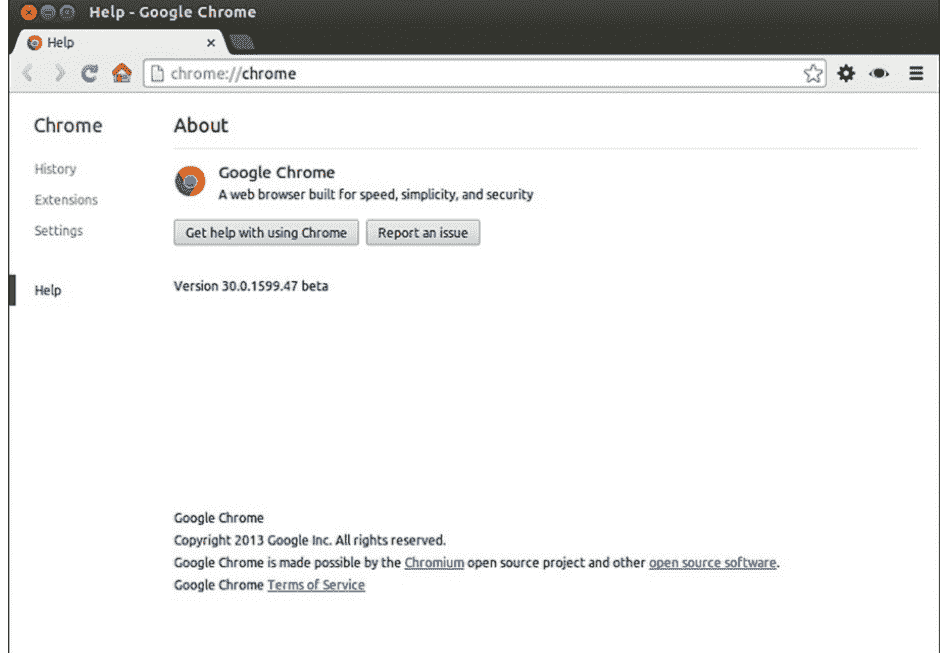 Help - Google Chrome
Help
chrome://chrome
Chrome
About
History
Extensions
Settings
Help
Google Chrome
A web browser built for speed, simplicity, and security
Get help with using Chrome
Report an issue
Version 30.0.1599.47 beta
Google Chrome
Copyright 2013 Google Inc. All rights reserved.
Google Chrome is made possible by the Chromium open source project and other open source software.
Google Chrome Terms of Service